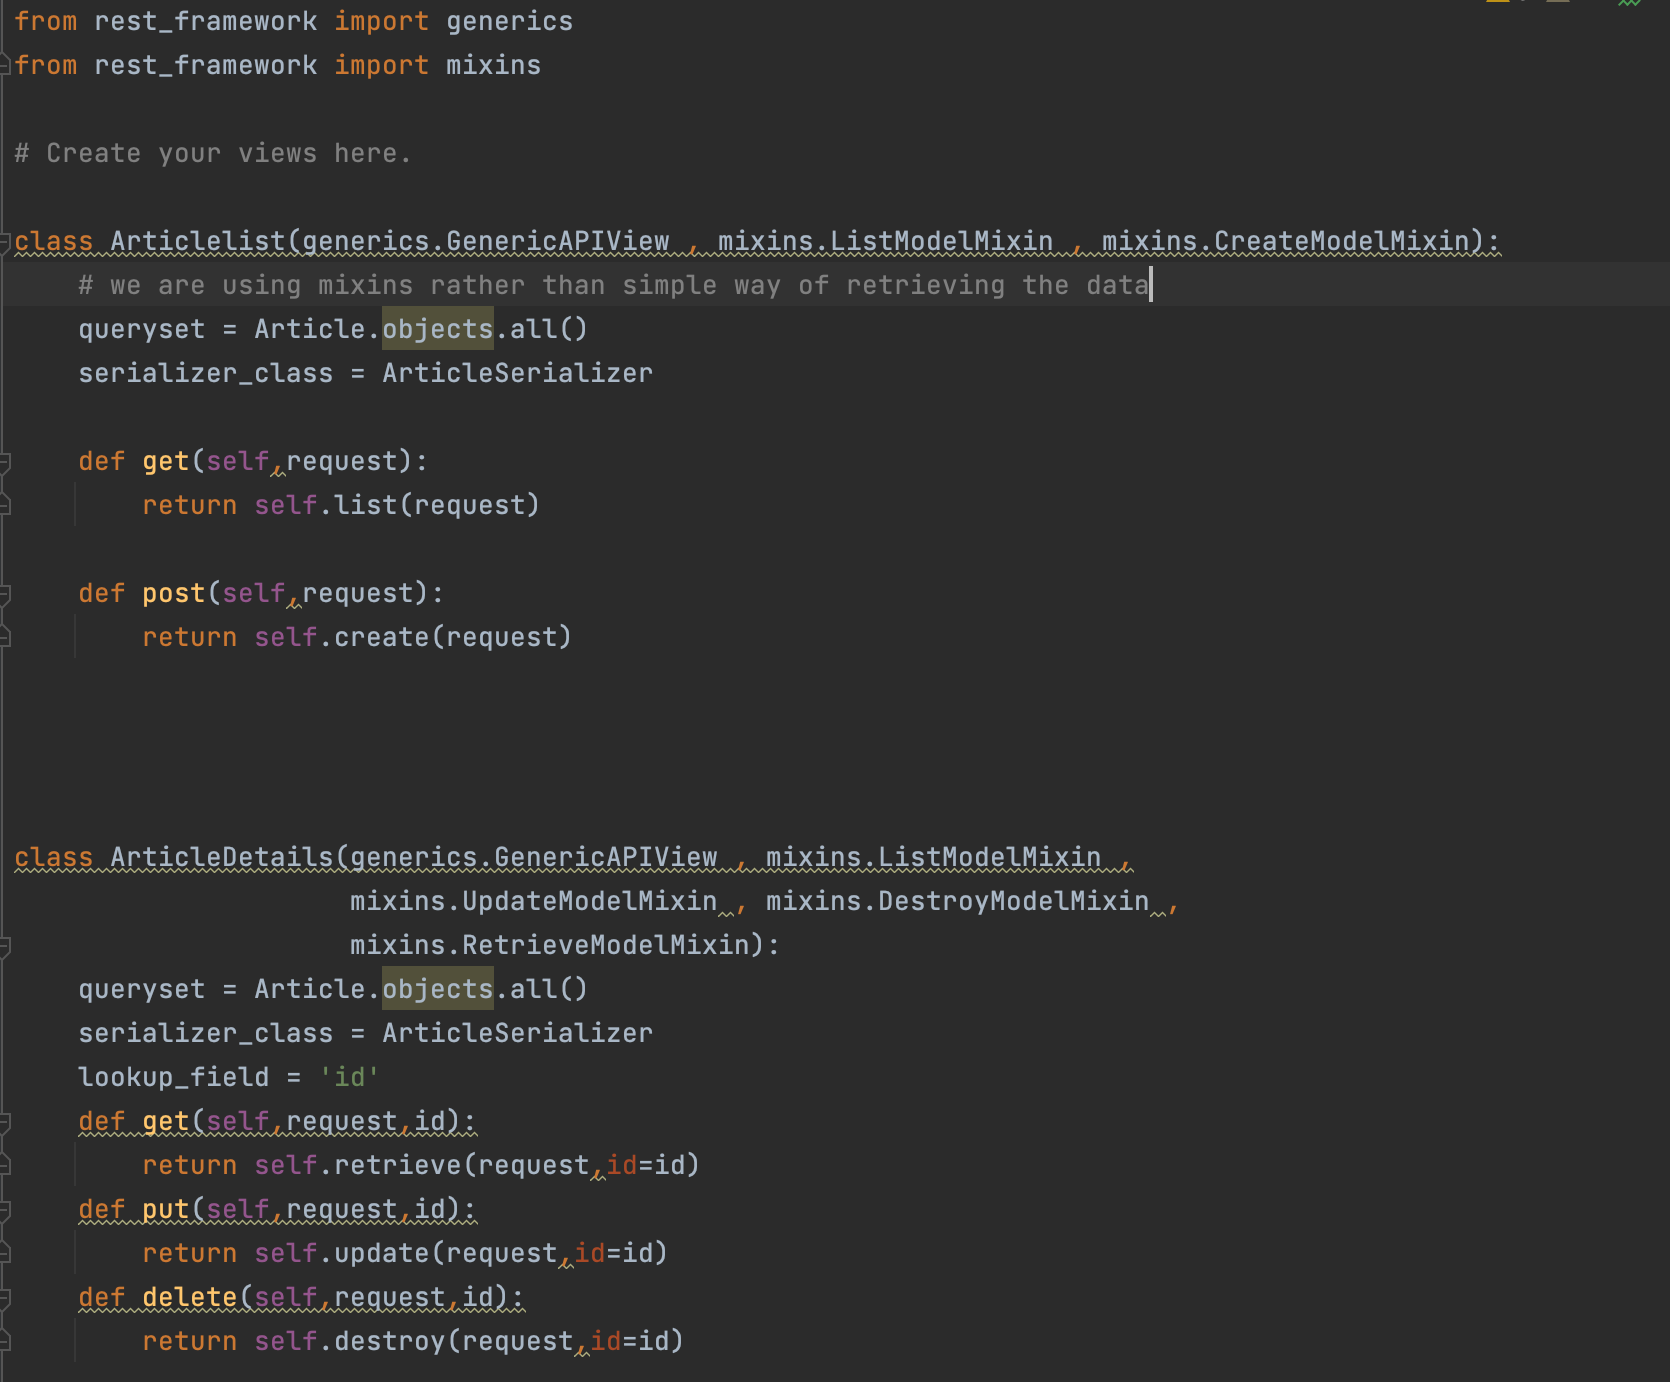 from rest_framework import generics
from rest_framework import mixins
# Create your views here.
class Articlelist(generics.GenericAPIView , mixins.ListModelMixin , mixins.CreateModelMixin):
    # we are using mixins rather than simple way of retrieving the data
    queryset = Article.objects.all()
    serializer_class = ArticleSerializer
    def get(self,request):
        return self.list(request)
    def post(self,request):
        return self.create(request)
class ArticleDetails(generics.GenericAPIView , mixins.ListModelMixin ,
                     mixins.UpdateModelMixin , mixins.DestroyModelMixin ,
                     mixins.RetrieveModelMixin):
    queryset = Article.objects.all()
    serializer_class = ArticleSerializer
    lookup_field = 'id'
    def get(self,request,id):
        return self.retrieve(request,id=id)
    def put(self,request,id):
        return self.update(request,id=id)
    def delete(self,request,id):
        return self.destroy(request,id=id)